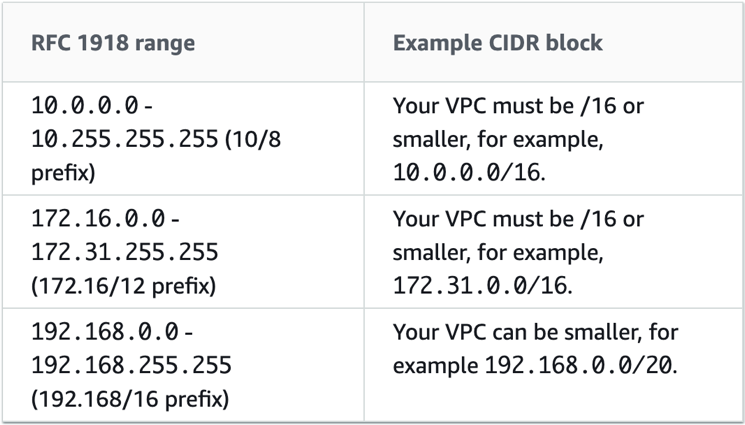 RFC 1918 range
Example CIDR block
10.0.0.0 -
10.255.255.255 (10/8
prefix)
Your VPC must be /16 or
smaller, for example,
10.0.0.0/16.
172.16.0.0 -
172.31.255.255
(172.16/12 prefix)
Your VPC must be /16 or
smaller, for example,
172.31.0.0/16.
192.168.0.0 -
192.168.255.255
(192.168/16 prefix)
Your VPC can be smaller, for
example 192.168.0.0/20.